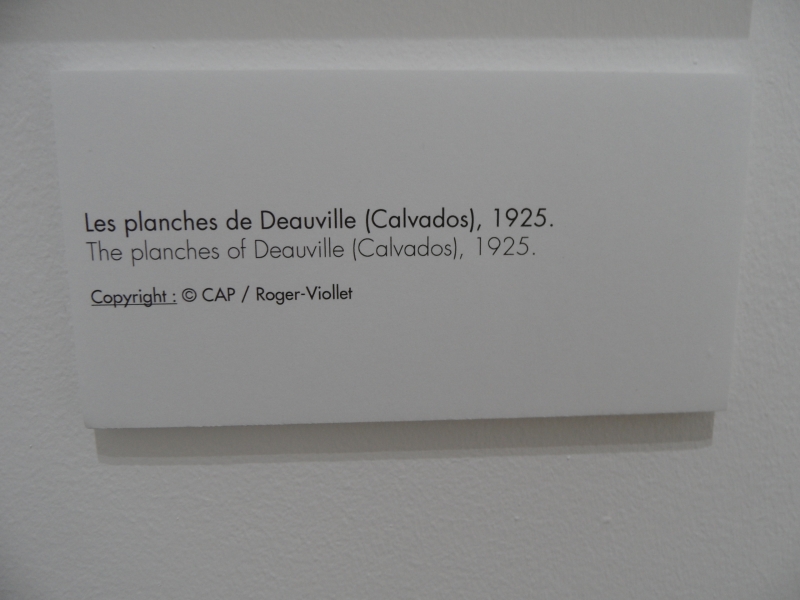 Les planches de Deauville (Calvados), 1925.
The planches of Deauville (Calvados), 1925.
Copyright : © CAP / Roger-Viollet